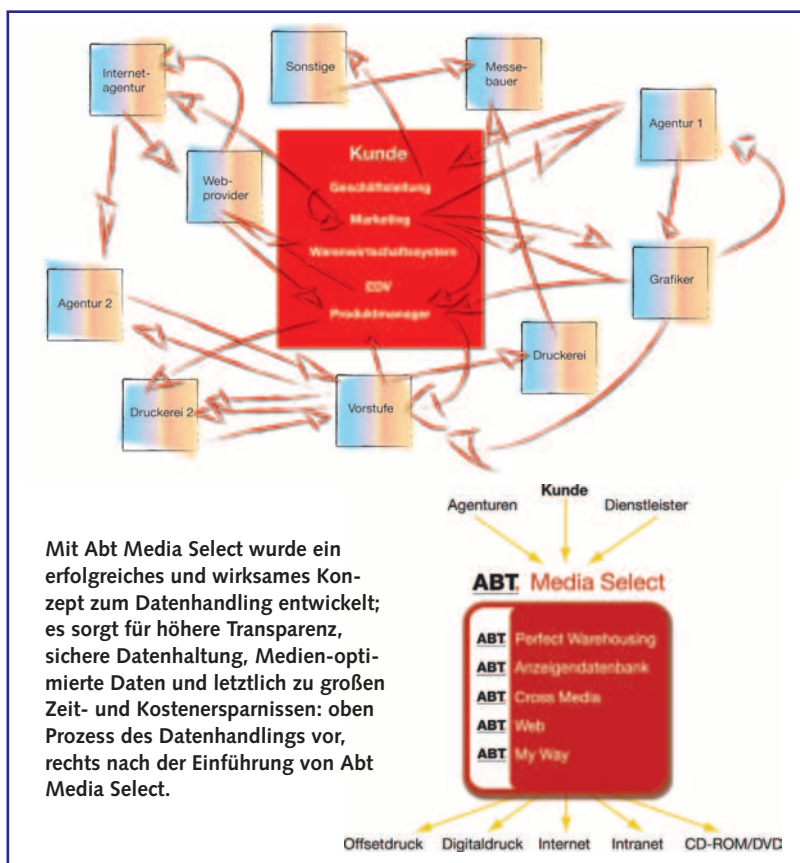 Internet-
agentur
Sonstige
Messe-
bauer
Agentur 1
Web-
provider
Kunde
Geschäftsleitung
Marketing
Warenwirtschaftssystem
EDV
Produktmanager
Grafiker
Agentur 2
Druckerei
Druckerei 2
Vorstufe
Mit Abt Media Select wurde ein
erfolgreiches und wirksames Kon-
zept zum Datenhandling entwickelt;
es sorgt für höhere Transparenz,
sichere Datenhaltung, Medien-opti-
mierte Daten und letztlich zu großen
Zeit- und Kostenersparnissen: oben
Prozess des Datenhandlings vor,
rechts nach der Einführung von Abt
Media Select.
Agenturen
Kunde
Dienstleister
ABT Media Select
ABT Perfect Warehousing
ABT Anzeigendatenbank
ABT Cross Media
ABT Web
ABT My Way
Offsetdruck Digitaldruck Internet Intranet CD-ROM/DVD